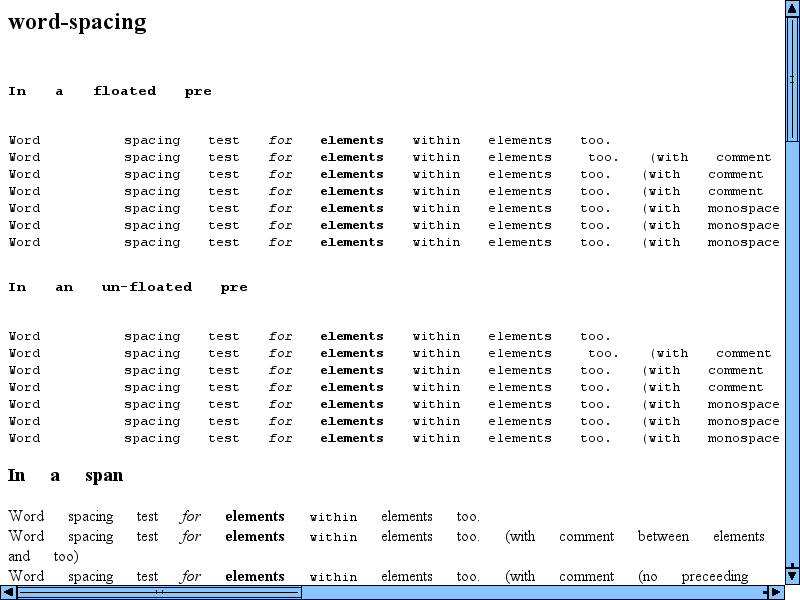 word-spacing
In a floated pre
Word spacing test for elements within elements too.
Word spacing test for elements within elements too. (with comment
Word spacing test for elements within elements too. (with comment
Word spacing test for elements within elements too. (with comment
Word spacing test for elements within elements too. (with monospace
Word spacing test for elements within elements too. (with monospace
Word spacing test for elements within elements too. (with monospace
In an un-floated pre
Word spacing test for elements within elements too.
Word spacing test for elements within elements too. (with comment
Word spacing test for elements within elements too. (with comment
Word spacing test for elements within elements too. (with comment
Word spacing test for elements within elements too. (with monospace
Word spacing test for elements within elements too. (with monospace
Word spacing test for elements within elements too. (with monospace
In a span
Word spacing test for elements within elements too.
Word spacing test for elements within elements too. (with comment between elements
and too)
Word spacing test for elements within elements too. (with comment (no preceeding